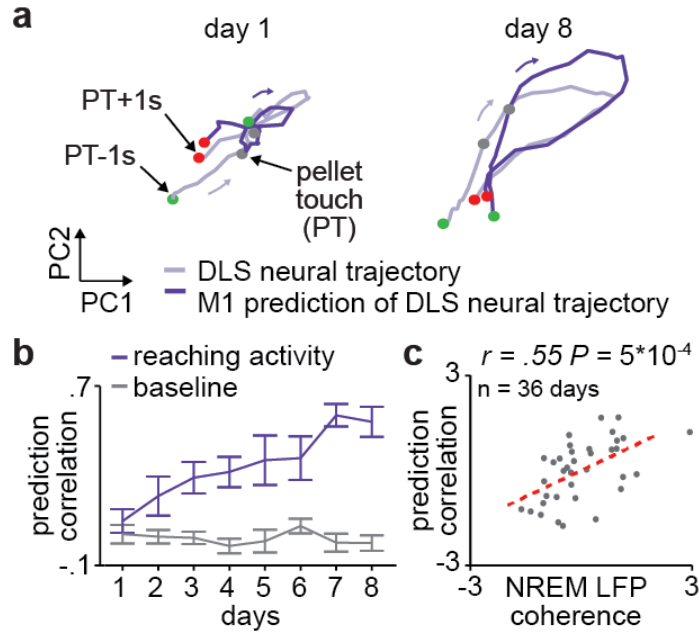 a
day 1
day 8
PT+1s
PT-1s
pellet
touch
(PT)
PC2
PC1
DLS neural trajectory
M1 prediction of DLS neural trajectory
b
reaching activity
baseline
.7
prediction
correlation
-.1
1 2 3 4 5 6 7 8
days
c
r = .55 P = 5*10-4
n = 36 days
3
prediction
correlation
-3
-3
3
NREM LFP
coherence